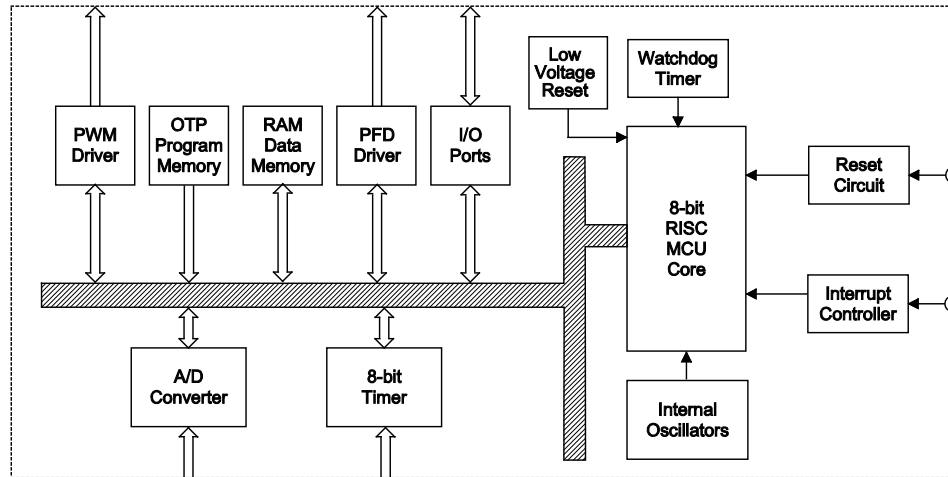 Low
Voltage
Reset
Watchdog
Timer
PWM
Driver
OTP
Program
Memory
RAM
Data
Memory
PFD
Driver
I/O
Ports
8-bit
RISC
MCU
Core
Reset
Circuit
Interrupt
Controller
A/D
Converter
8-bit
Timer
Internal
Oscillators